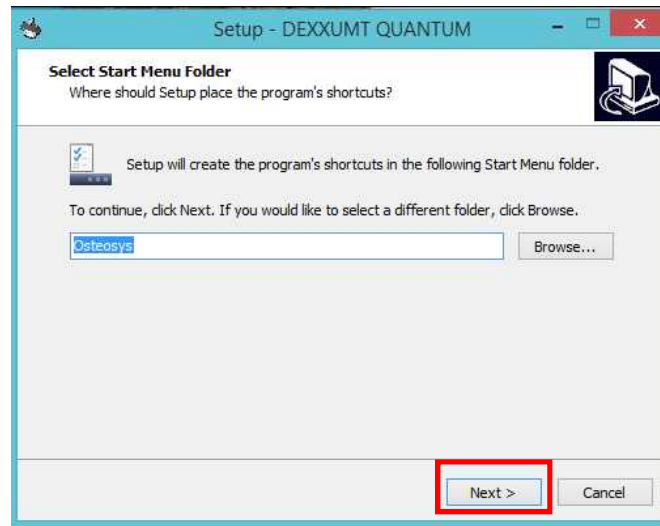 Setup - DEXXUMT QUANTUM
Select Start Menu Folder
Where should Setup place the program's shortcuts?
Setup will create the program's shortcuts in the following Start Menu folder.
To continue, click Next. If you would like to select a different folder, click Browse.
Osteosys
Browse...
Next >
Cancel